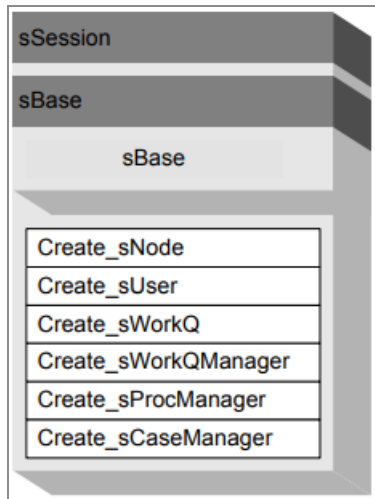 sSession
sBase
sBase
Create_sNode
Create_sUser
Create_sWorkQ
Create_sWorkQManager
Create_sProcManager
Create_sCaseManager